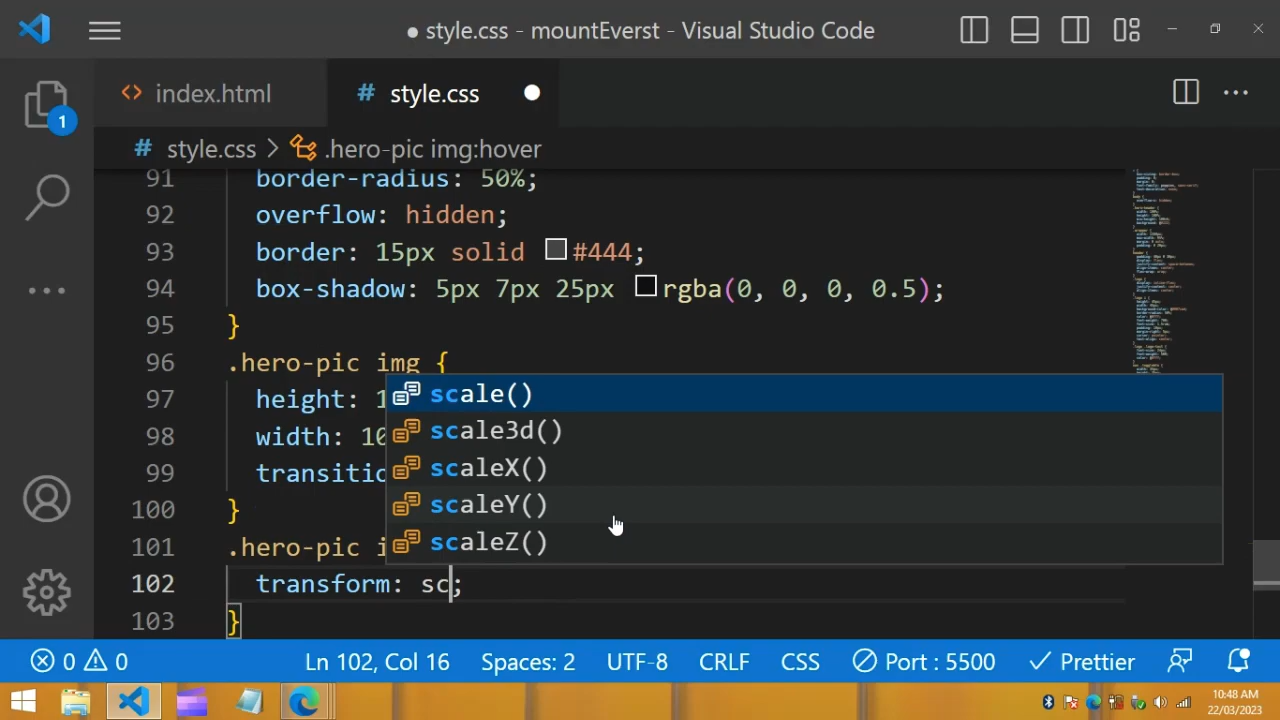 style.css - mountEverst - Visual Studio Code
1
<> index.html
# style.css
# style.css > .hero-pic img:hover
91 border-radius: 50%;
92 overflow: hidden;
93 border: 15px solid #444;
94 box-shadow: 5px 7px 25px rgba(0, 0, 0, 0.5);
95 }
96 .hero-pic img {
97 height: 1
98 width: 10
99 transitio
100 }
101 .hero-pic i
102 transform: sc;
103 }
scale()
scale3d()
scaleX()
scaleY()
scaleZ()
0 0 Ln 102, Col 16 Spaces: 2 UTF-8 CRLF CSS Port : 5500 Prettier
10:48 AM
22/03/2023